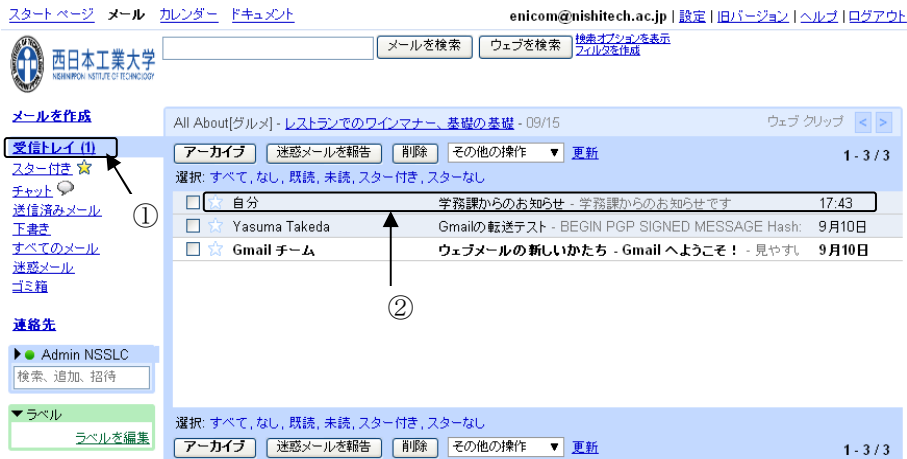 スタート ページ メール カレンダー ドキュメント enicom@nishitech.ac.jp | 設定 | 旧バージョン | ヘルプ | ログアウト
西日本工業大学
NISHINIPPON INSTITUTE OF TECHNOLOGY
メールを検索 ウェブを検索 検索オプションを表示
フィルタを作成
メールを作成
受信トレイ (1)
スター付き
チャット
送信済みメール
下書き
すべてのメール
迷惑メール
ゴミ箱
連絡先
Admin NSSLC
検索、追加、招待
ラベル
ラベルを編集
①
All About[グルメ] - レストランでのワインマナー、基礎の基礎 - 09/15 ウェブ クリップ < >
アーカイブ 迷惑メールを報告 削除 その他の操作 更新 1 - 3 / 3
選択: すべて, なし, 既読, 未読, スター付き, スターなし
自分 学務課からのお知らせ - 学務課からのお知らせです 17:43
Yasuma Takeda Gmailの転送テスト - BEGIN PGP SIGNED MESSAGE Hash: 9月10日
Gmail チーム ウェブメールの新しいかたち - Gmail へようこそ! - 見やすい 9月10日
②
選択: すべて, なし, 既読, 未読, スター付き, スターなし
アーカイブ 迷惑メールを報告 削除 その他の操作 更新 1 - 3 / 3